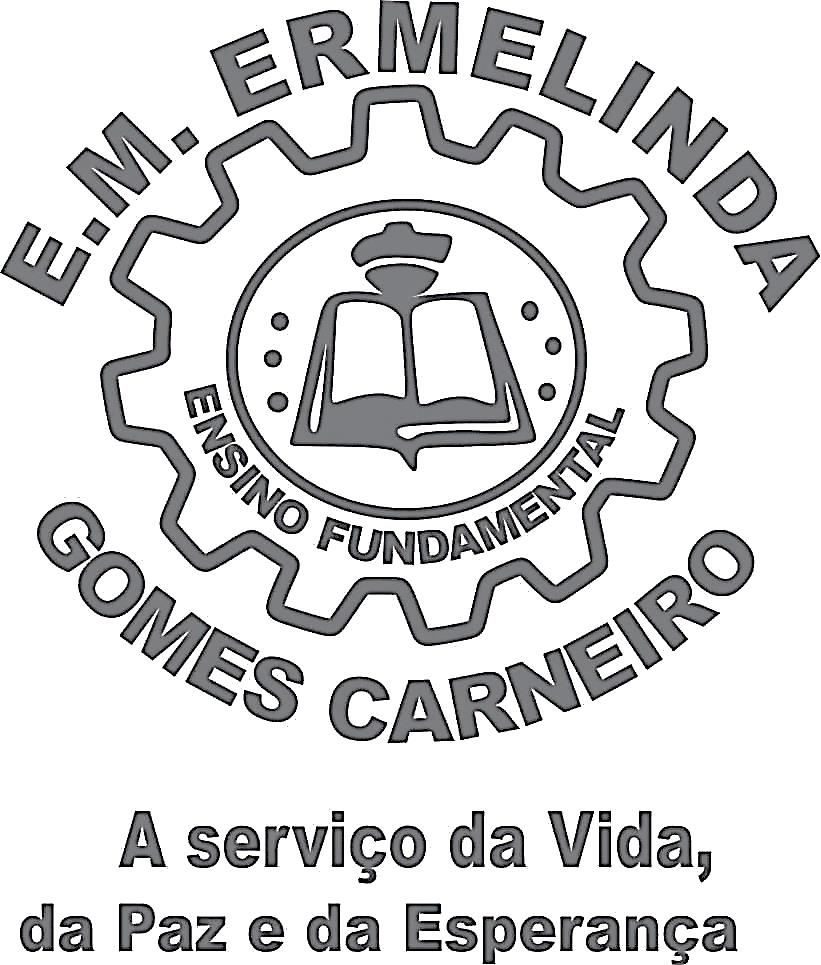 E.M. ERMELINDA
ENSINO FUNDAMENTAL
GOMES CARNEIRO
A serviço da Vida,
da Paz e da Esperança